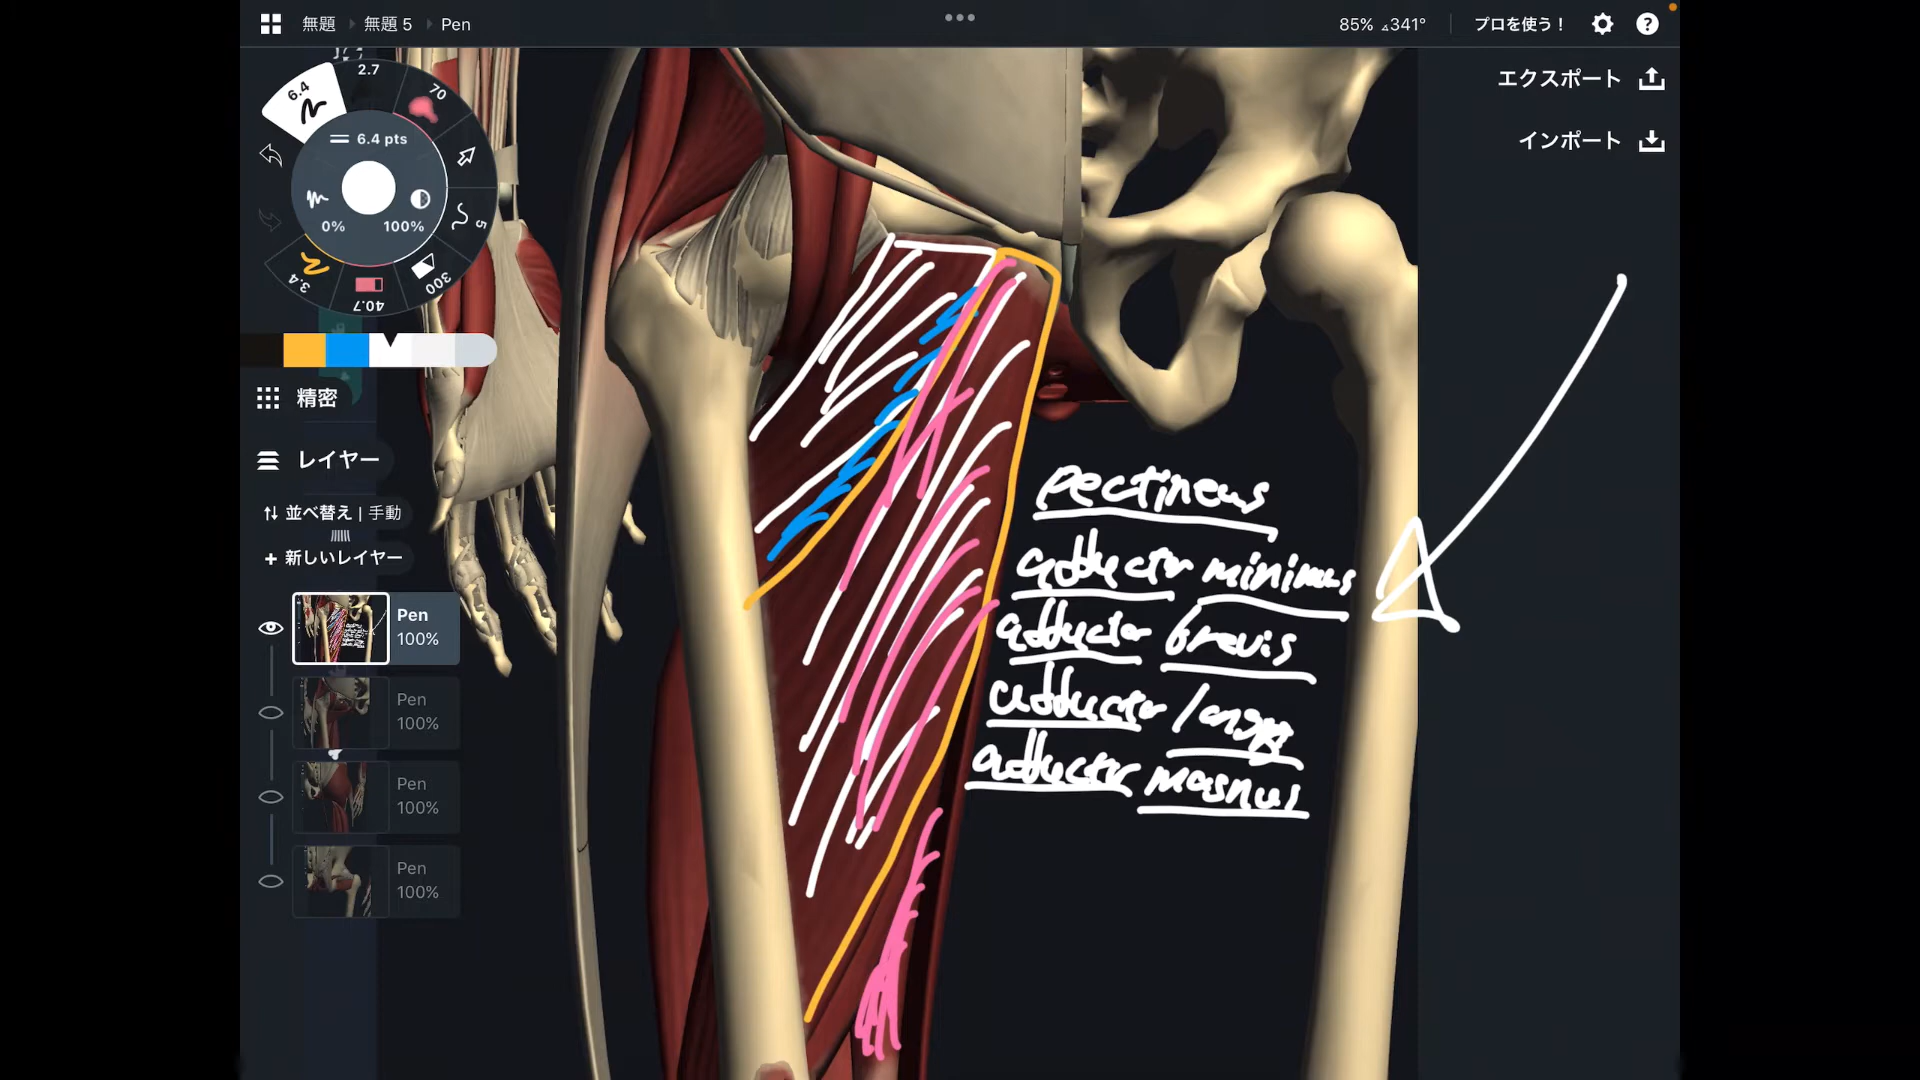 無題 無題 5 Pen
85% ⊿341° プロを使う！
エクスポート
インポート
2.7
6.4
70
6.4 pts
0% 100%
5
3.4
40.7
300
精密
レイヤー
並べ替え | 手動
+ 新しいレイヤー
Pen
100%
Pen
100%
Pen
100%
Pen
100%
pectineus
adductor minimus
adductor brevis
adductor
adductor magnus